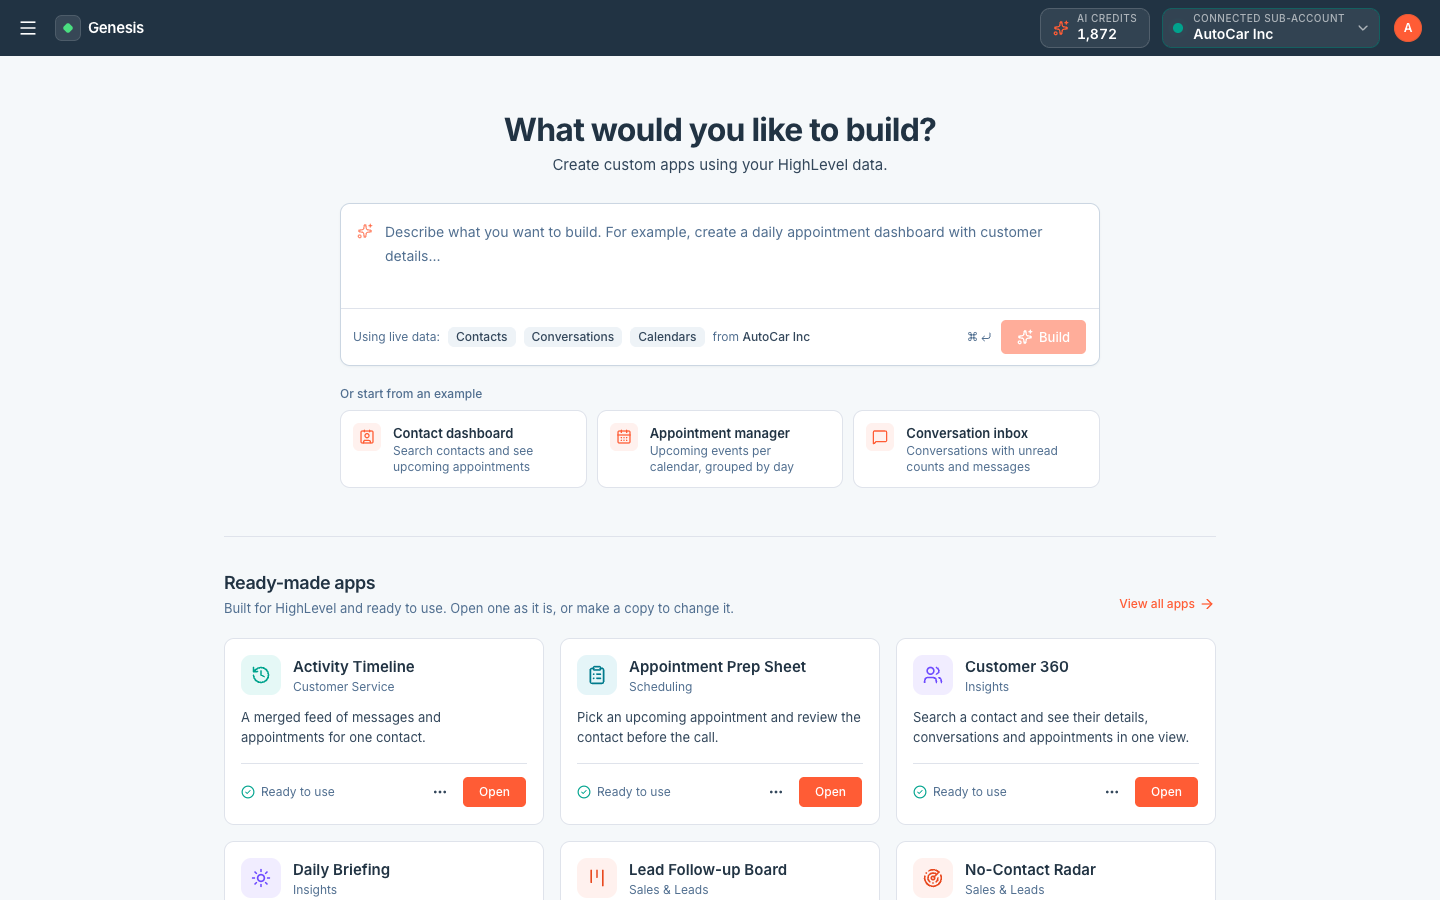 Genesis
AI CREDITS
1,872
CONNECTED SUB-ACCOUNT
AutoCar Inc
A
What would you like to build?
Create custom apps using your HighLevel data.
Describe what you want to build. For example, create a daily appointment dashboard with customer
details...
Using live data: Contacts Conversations Calendars from AutoCar Inc
⌘ ⏎ Build
Or start from an example
Contact dashboard
Search contacts and see
upcoming appointments
Appointment manager
Upcoming events per
calendar, grouped by day
Conversation inbox
Conversations with unread
counts and messages
Ready-made apps
Built for HighLevel and ready to use. Open one as it is, or make a copy to change it.
View all apps →
Activity Timeline
Customer Service
A merged feed of messages and
appointments for one contact.
Ready to use ... Open
Appointment Prep Sheet
Scheduling
Pick an upcoming appointment and review the
contact before the call.
Ready to use ... Open
Customer 360
Insights
Search a contact and see their details,
conversations and appointments in one view.
Ready to use ... Open
Daily Briefing
Insights
Lead Follow-up Board
Sales & Leads
No-Contact Radar
Sales & Leads